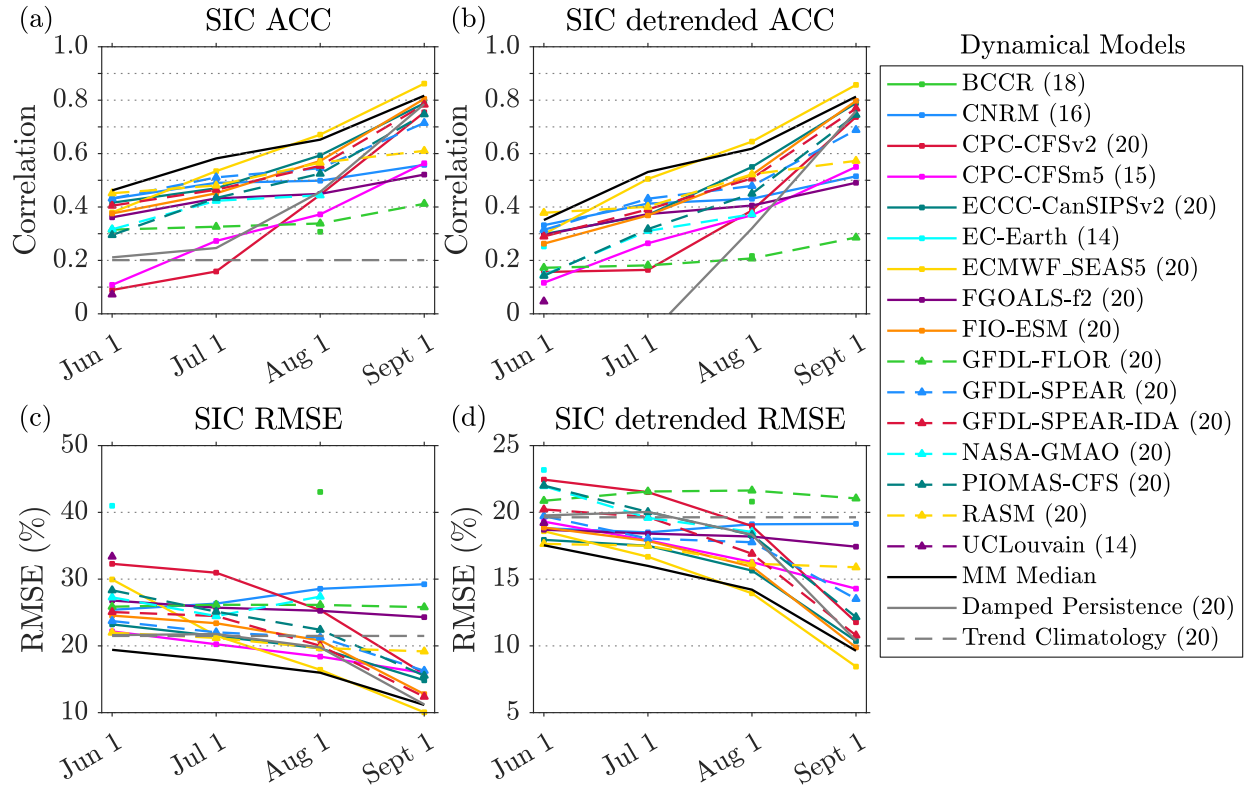 (a)
SIC ACC
1.0
0.8
0.6
0.4
0.2
0
Correlation
Jun 1
Jul 1
Aug 1
Sept 1
(b)
SIC detrended ACC
1.0
0.8
0.6
0.4
0.2
0
Correlation
Jun 1
Jul 1
Aug 1
Sept 1
(c)
SIC RMSE
50
40
30
20
10
RMSE (%)
Jun 1
Jul 1
Aug 1
Sept 1
(d)
SIC detrended RMSE
25
20
15
10
5
RMSE (%)
Jun 1
Jul 1
Aug 1
Sept 1
Dynamical Models
BCCR (18)
CNRM (16)
CPC-CFSv2 (20)
CPC-CFSm5 (15)
ECCC-CanSIPSv2 (20)
EC-Earth (14)
ECMWF_SEAS5 (20)
FGOALS-f2 (20)
FIO-ESM (20)
GFDL-FLOR (20)
GFDL-SPEAR (20)
GFDL-SPEAR-IDA (20)
NASA-GMAO (20)
PIOMAS-CFS (20)
RASM (20)
UCLouvain (14)
MM Median
Damped Persistence (20)
Trend Climatology (20)